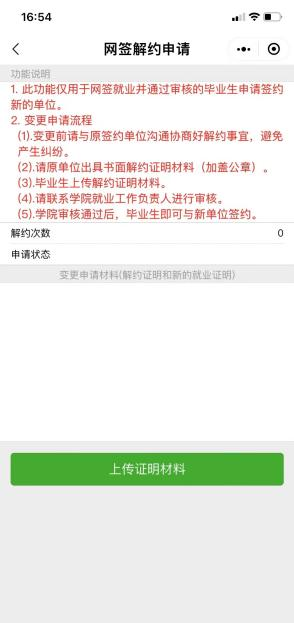 16:54
网签解约申请
功能说明
1. 此功能仅用于网签就业并通过审核的毕业生申请签约
新的单位。
2. 变更申请流程
(1).变更前请与原签约单位沟通协商好解约事宜，避免
产生纠纷。
(2).请原单位出具书面解约证明材料（加盖公章）。
(3).毕业生上传解约证明材料。
(4).请联系学院就业工作负责人进行审核。
(5).学院审核通过后，毕业生即可与新单位签约。
解约次数 0
申请状态
变更申请材料(解约证明和新的就业证明)
上传证明材料